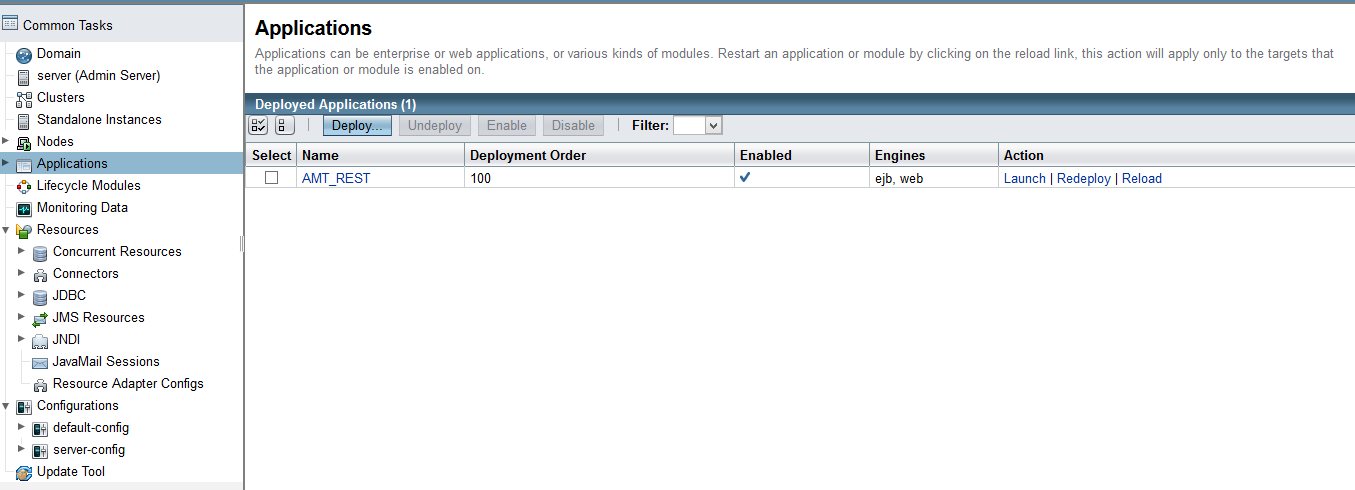 Common Tasks
Domain
server (Admin Server)
Clusters
Standalone Instances
Nodes
Applications
Lifecycle Modules
Monitoring Data
Resources
Concurrent Resources
Connectors
JDBC
JMS Resources
JNDI
JavaMail Sessions
Resource Adapter Configs
Configurations
default-config
server-config
Update Tool
Applications
Applications can be enterprise or web applications, or various kinds of modules. Restart an application or module by clicking on the reload link, this action will apply only to the targets that
the application or module is enabled on.
Deployed Applications (1)
Deploy... Undeploy Enable Disable Filter:
Select Name Deployment Order Enabled Engines Action
AMT_REST 100 ejb, web Launch | Redeploy | Reload